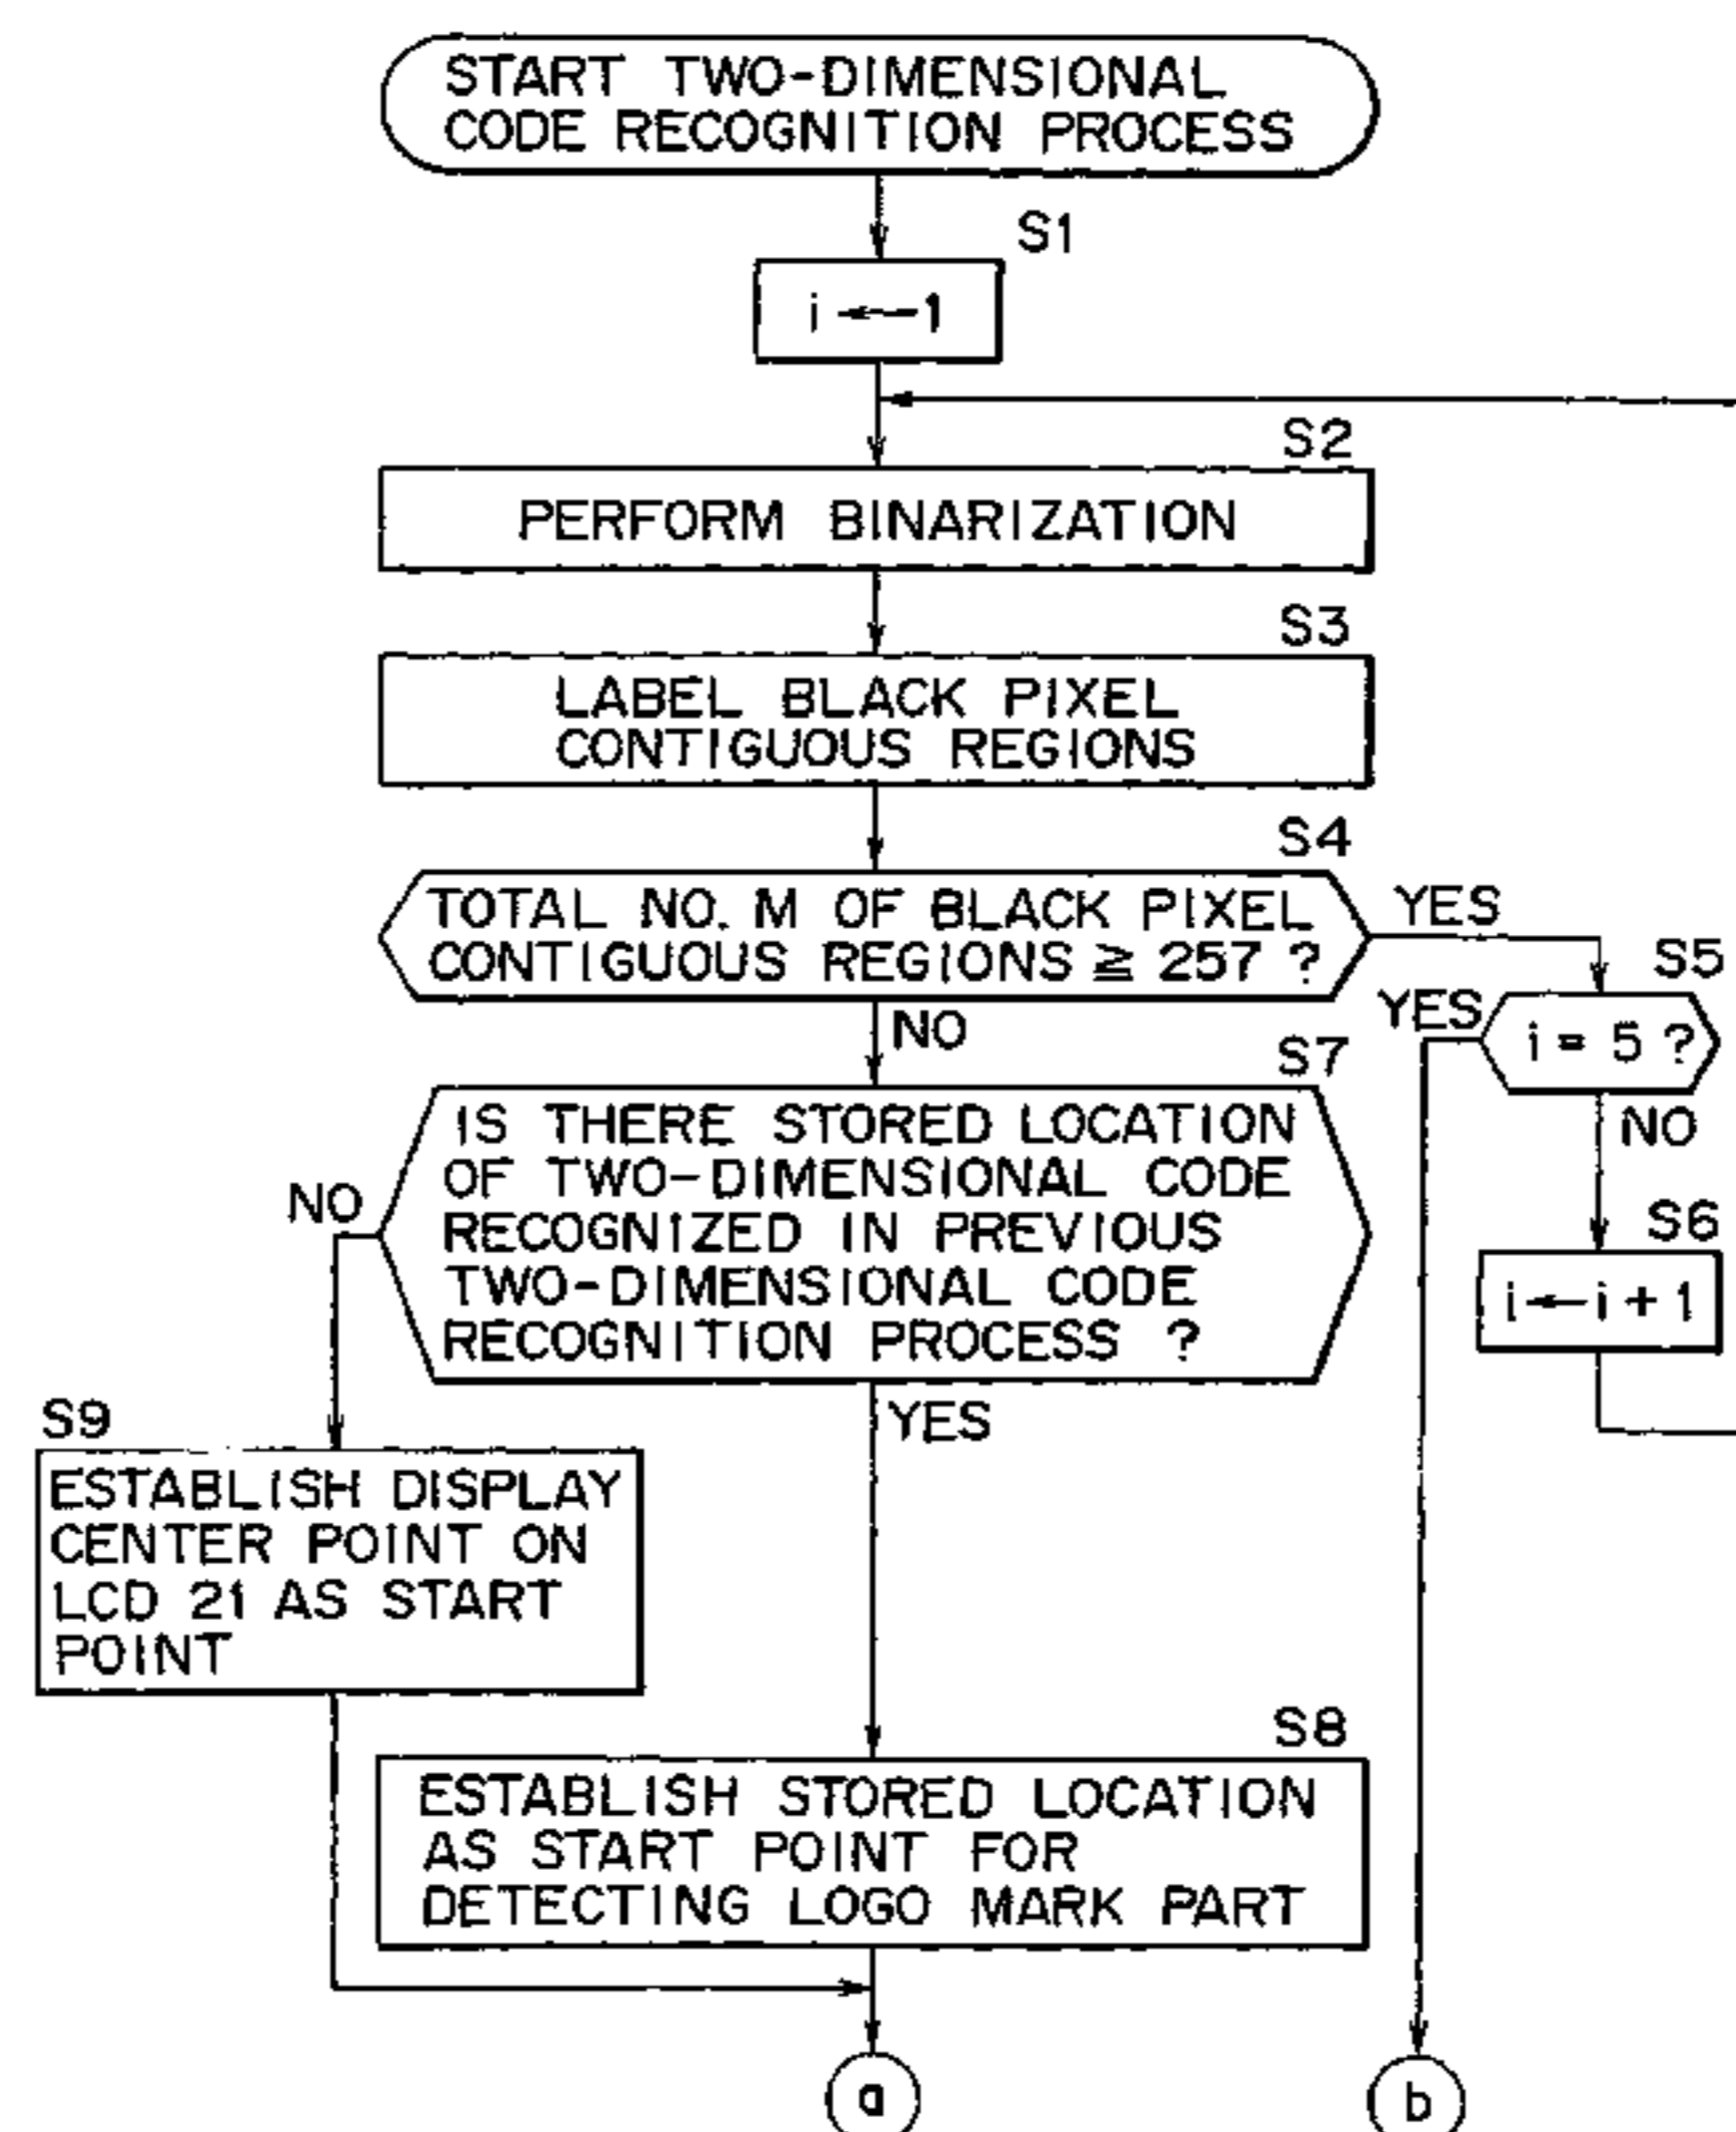 START TWO-DIMENSIONAL
CODE RECOGNITION PROCESS
S1
i ← 1
S2
PERFORM BINARIZATION
S3
LABEL BLACK PIXEL
CONTIGUOUS REGIONS
S4
TOTAL NO. M OF BLACK PIXEL
CONTIGUOUS REGIONS ≧ 257 ?
YES
S5
YES
i = 5 ?
NO
NO
S7
IS THERE STORED LOCATION
OF TWO-DIMENSIONAL CODE
RECOGNIZED IN PREVIOUS
TWO-DIMENSIONAL CODE
RECOGNITION PROCESS ?
NO
S6
i ← i + 1
YES
S9
ESTABLISH DISPLAY
CENTER POINT ON
LCD 21 AS START
POINT
S8
ESTABLISH STORED LOCATION
AS START POINT FOR
DETECTING LOGO MARK PART
a
b